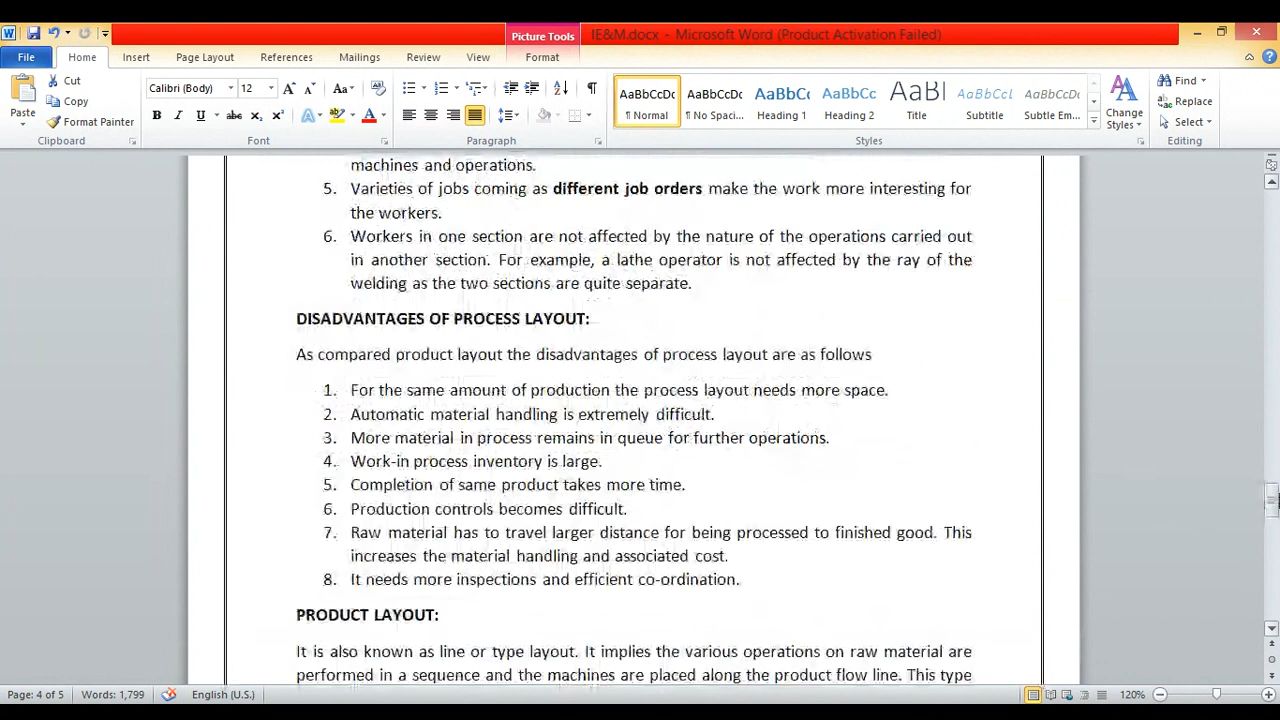 Picture Tools
IE&M.docx - Microsoft Word (Product Activation Failed)
File Home Insert Page Layout References Mailings Review View Format
Cut
Copy
Format Painter
Paste
Clipboard
Calibri (Body) 12
Font
Paragraph
AaBbCcDc AaBbCcDc AaBbCc AaBbCc AaBl AaBbCcl AaBbCcDc
¶ Normal ¶ No Spaci... Heading 1 Heading 2 Title Subtitle Subtle Em...
Styles
Change Styles
Find
Replace
Select
Editing
machines and operations.
5. Varieties of jobs coming as different job orders make the work more interesting for
the workers.
6. Workers in one section are not affected by the nature of the operations carried out
in another section. For example, a lathe operator is not affected by the ray of the
welding as the two sections are quite separate.
DISADVANTAGES OF PROCESS LAYOUT:
As compared product layout the disadvantages of process layout are as follows
1. For the same amount of production the process layout needs more space.
2. Automatic material handling is extremely difficult.
3. More material in process remains in queue for further operations.
4. Work-in process inventory is large.
5. Completion of same product takes more time.
6. Production controls becomes difficult.
7. Raw material has to travel larger distance for being processed to finished good. This
increases the material handling and associated cost.
8. It needs more inspections and efficient co-ordination.
PRODUCT LAYOUT:
It is also known as line or type layout. It implies the various operations on raw material are
performed in a sequence and the machines are placed along the product flow line. This type
Page: 4 of 5 Words: 1,799 English (U.S.) 120%